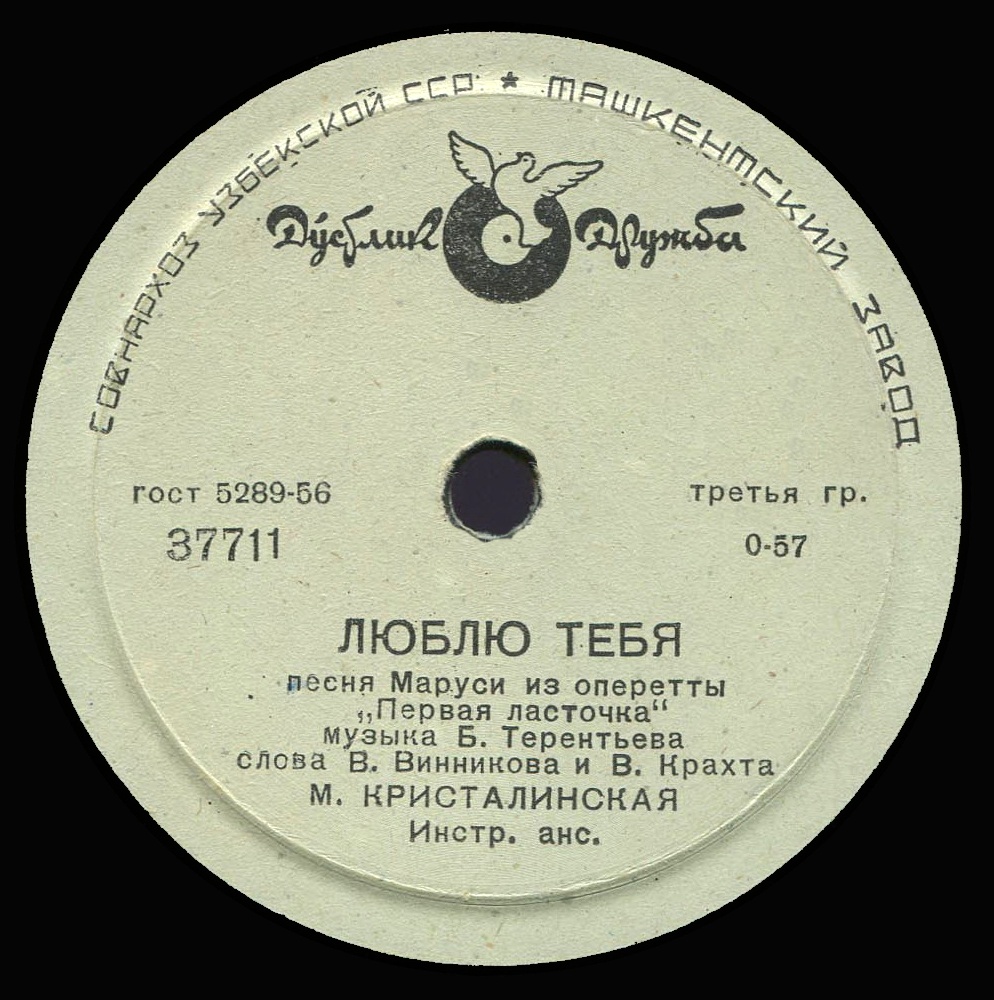 СОВНАРХОЗ УЗБЕКСКОЙ ССР ★ ТАШКЕНТСКИЙ ЗАВОД
Дўстлик Дружба
гост 5289-56 третья гр.
37711 0-57
ЛЮБЛЮ ТЕБЯ
песня Маруси из оперетты
„Первая ласточка“
музыка Б. Терентьева
слова В. Винникова и В. Крахта
М. КРИСТАЛИНСКАЯ
Инстр. анс.